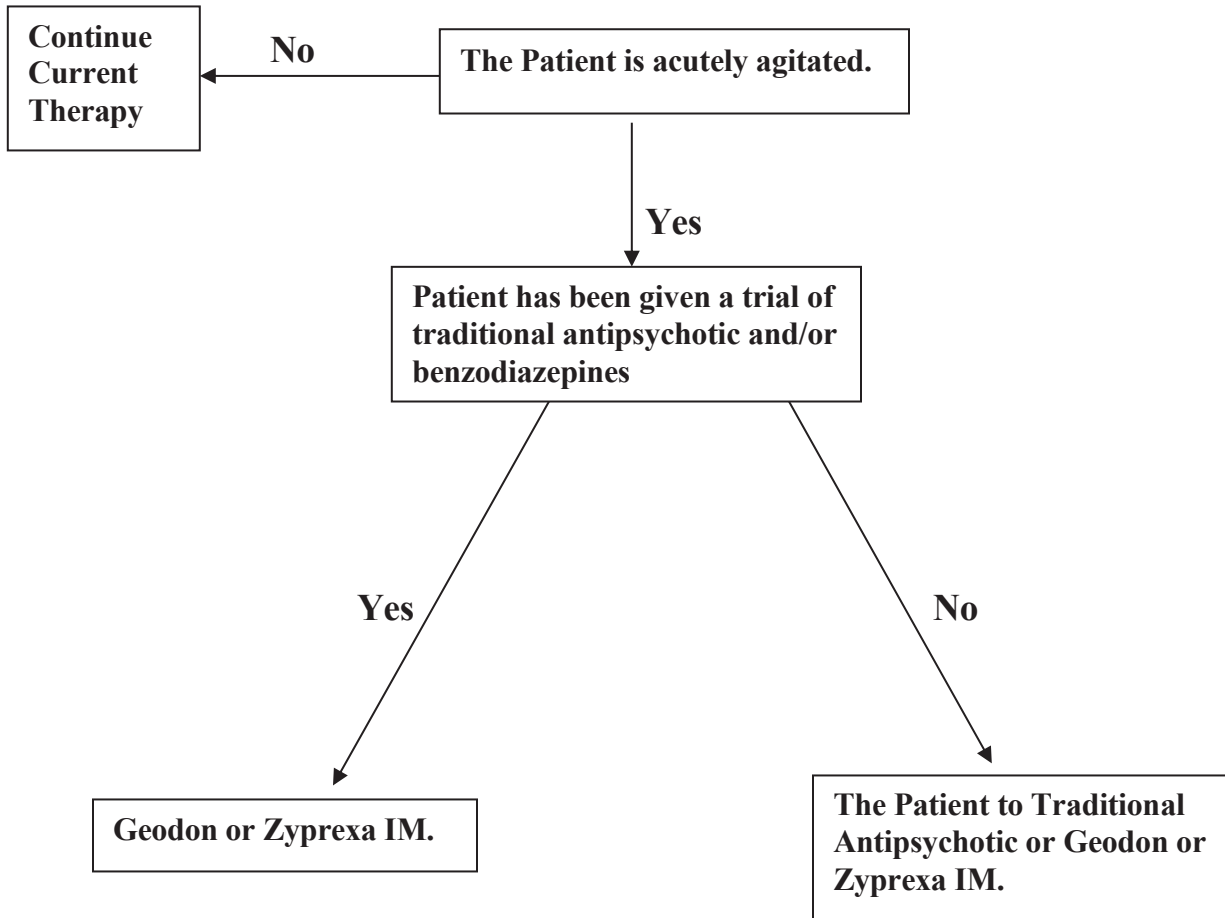 Continue
Current
Therapy
No
The Patient is acutely agitated.
Yes
Patient has been given a trial of
traditional antipsychotic and/or
benzodiazepines
Yes
No
Geodon or Zyprexa IM.
The Patient to Traditional
Antipsychotic or Geodon or
Zyprexa IM.